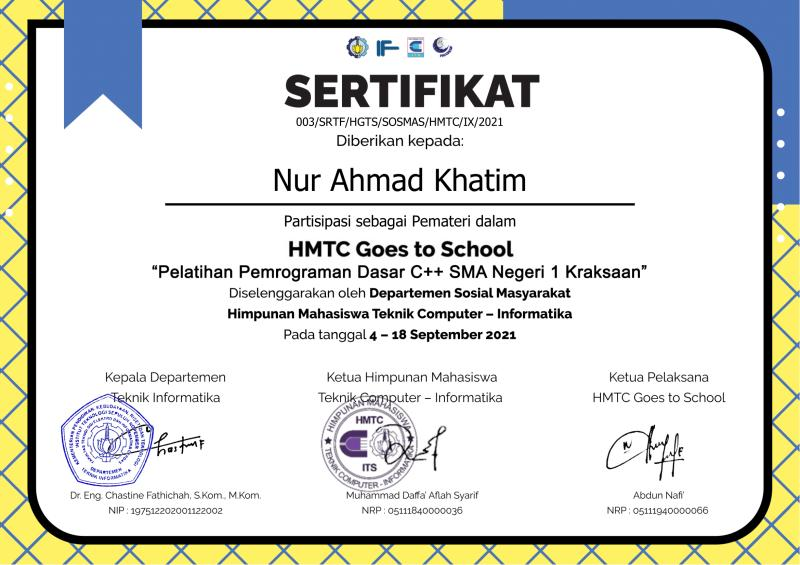 SERTIFIKAT
003/SRTF/HGTS/SOSMAS/HMTC/IX/2021
Diberikan kepada:
Nur Ahmad Khatim
Partisipasi sebagai Pemateri dalam
HMTC Goes to School
“Pelatihan Pemrograman Dasar C++ SMA Negeri 1 Kraksaan”
Diselenggarakan oleh Departemen Sosial Masyarakat
Himpunan Mahasiswa Teknik Computer – Informatika
Pada tanggal 4 – 18 September 2021
Kepala Departemen
Teknik Informatika
Dr. Eng. Chastine Fathichah, S.Kom., M.Kom.
NIP : 197512202001122002
Ketua Himpunan Mahasiswa
Teknik Computer – Informatika
HIMPUNAN MAHASISWA
HMTC
ITS
TEKNIK COMPUTER - INFORMATIKA
Muhammad Daffa' Aflah Syarif
NRP : 05111840000036
Ketua Pelaksana
HMTC Goes to School
Abdun Nafi'
NRP : 05111940000066